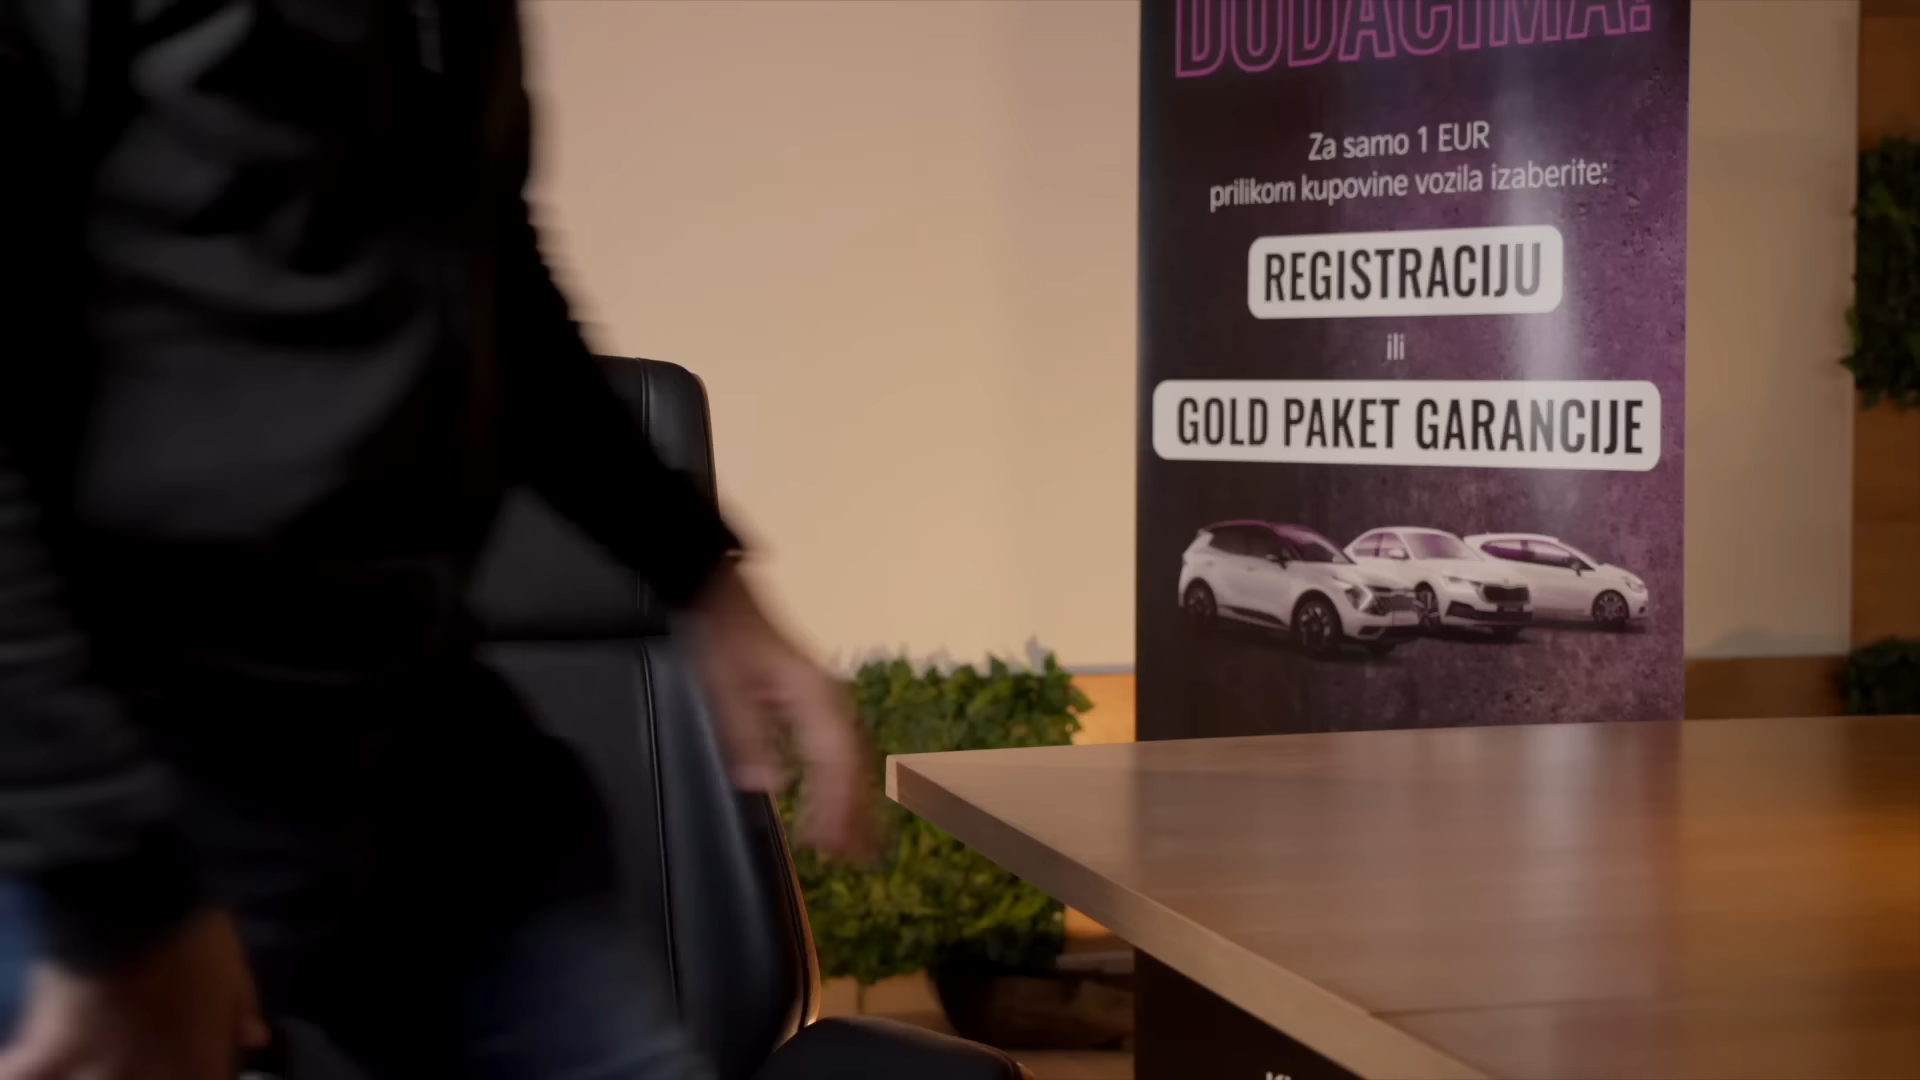 DODACIMA!
Za samo 1 EUR
prilikom kupovine vozila izaberite:
REGISTRACIJU
ili
GOLD PAKET GARANCIJE